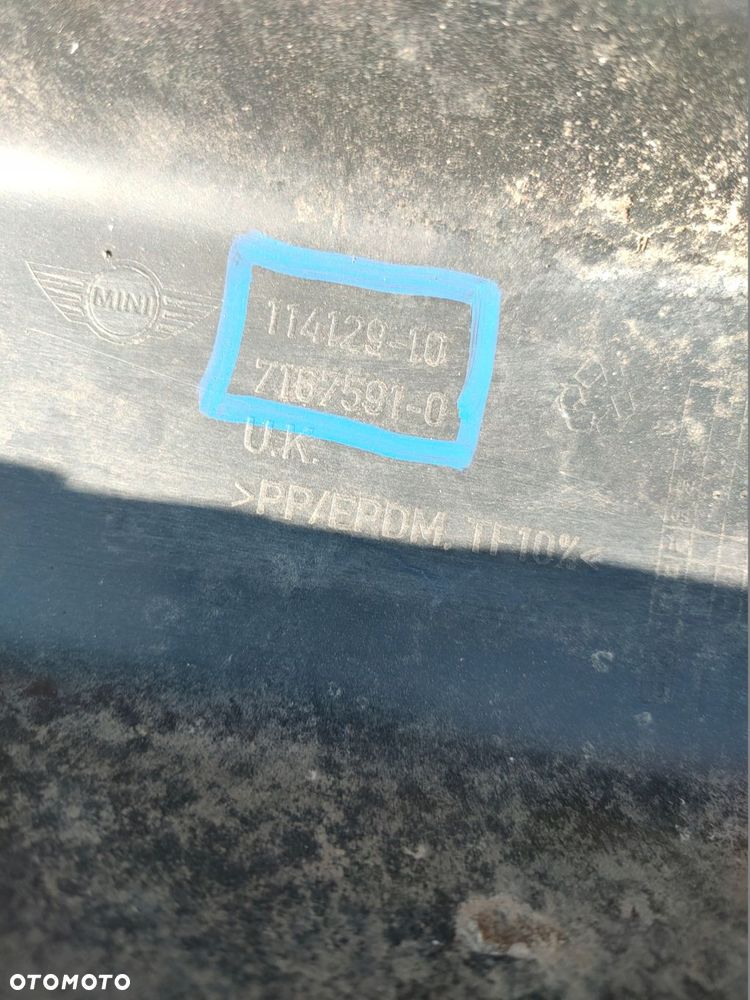 MINI
114129-10
7167591-0
U.K.
>PP/EPDM, TF10%<
OTOMOTO